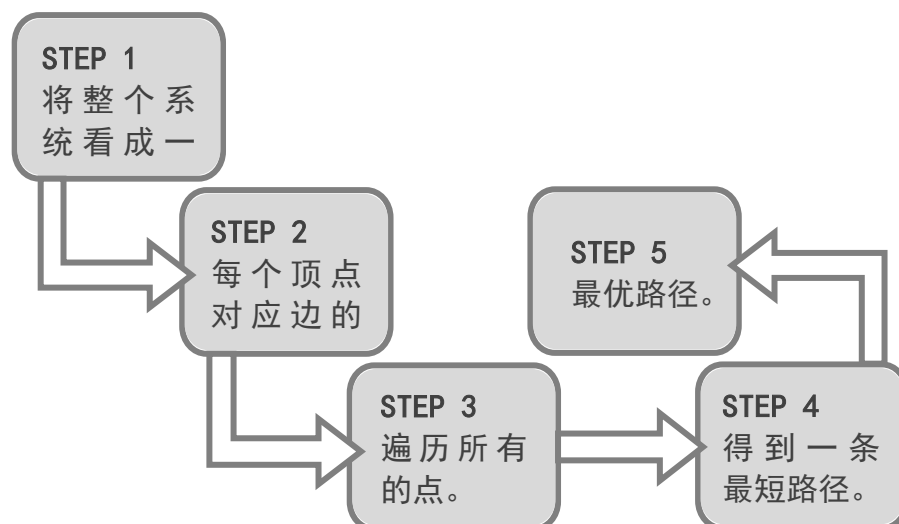 STEP 1
将整个系
统看成一
STEP 2
每个顶点
对应边的
STEP 3
遍历所有
的点。
STEP 4
得到一条
最短路径。
STEP 5
最优路径。